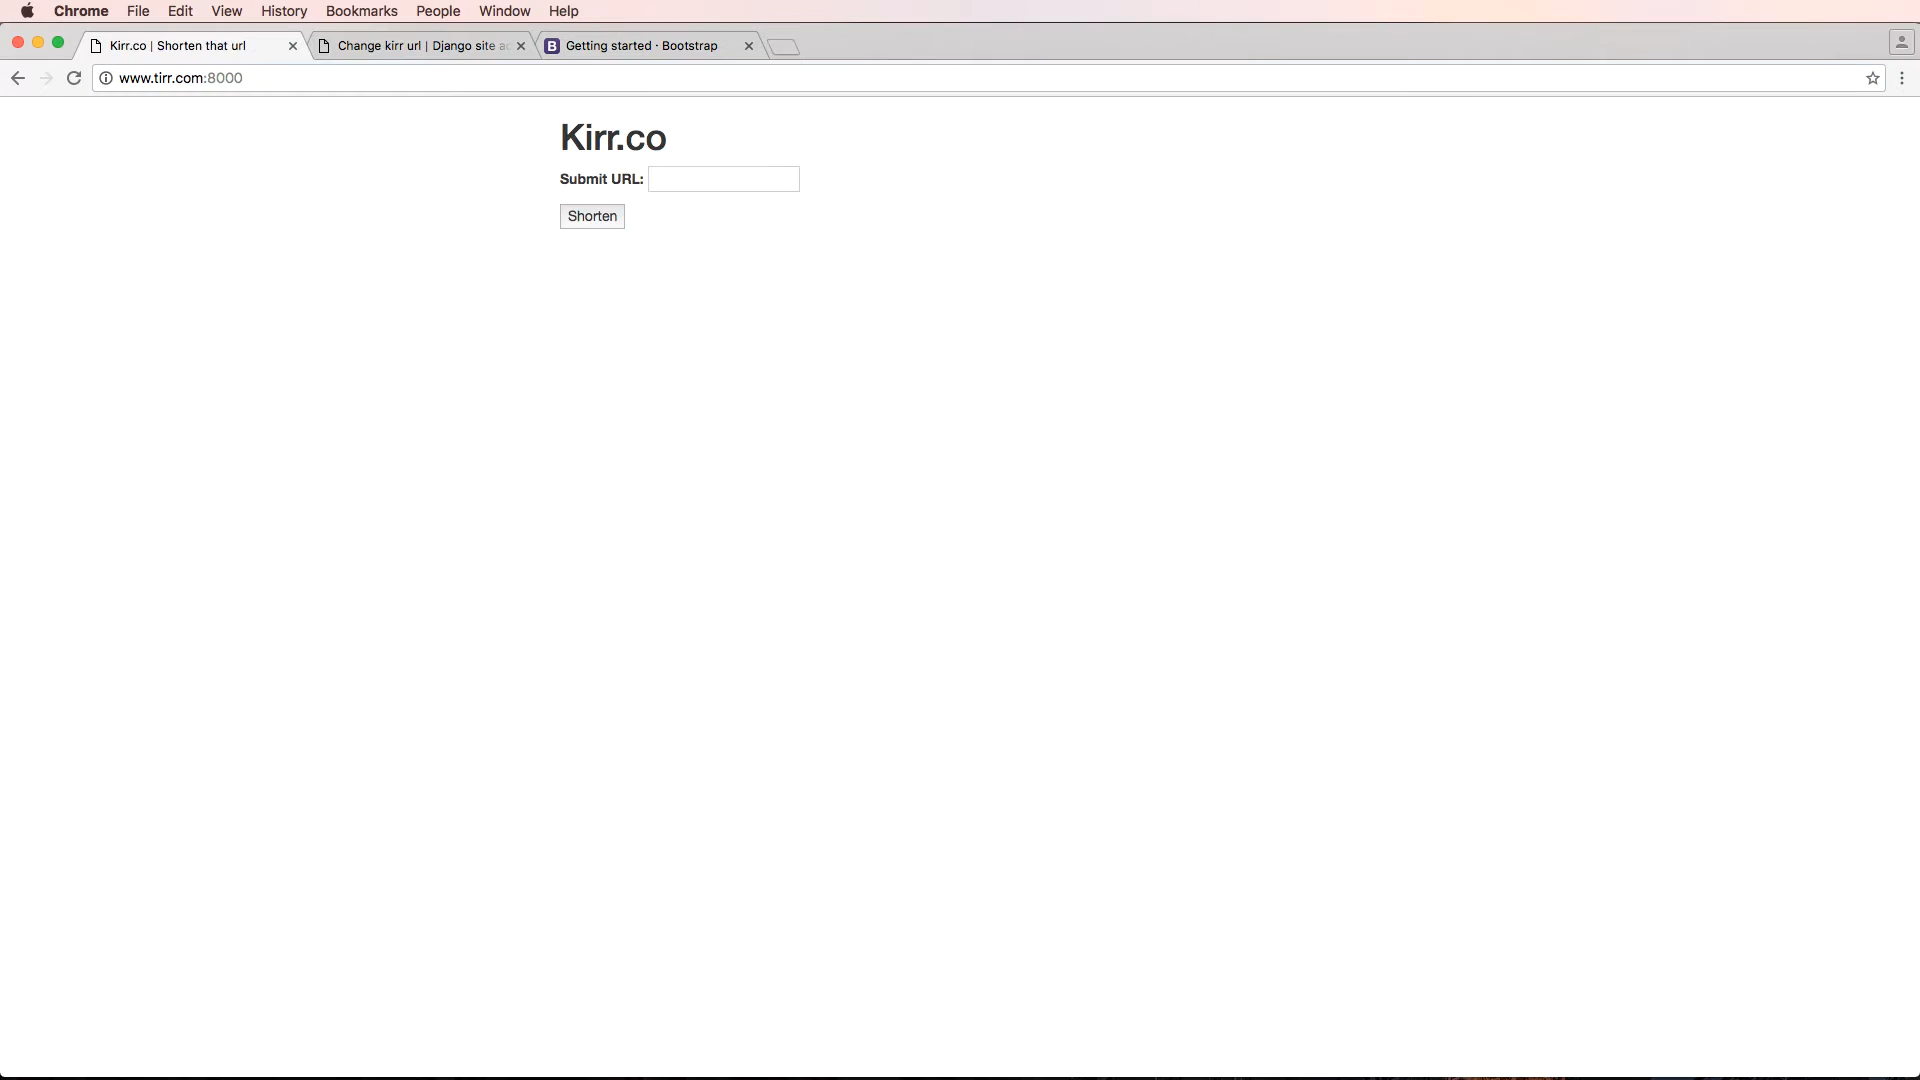 Chrome File Edit View History Bookmarks People Window Help
Kirr.co | Shorten that url Change kirr url | Django site B Getting started · Bootstrap
www.tirr.com:8000
Kirr.co
Submit URL:
Shorten